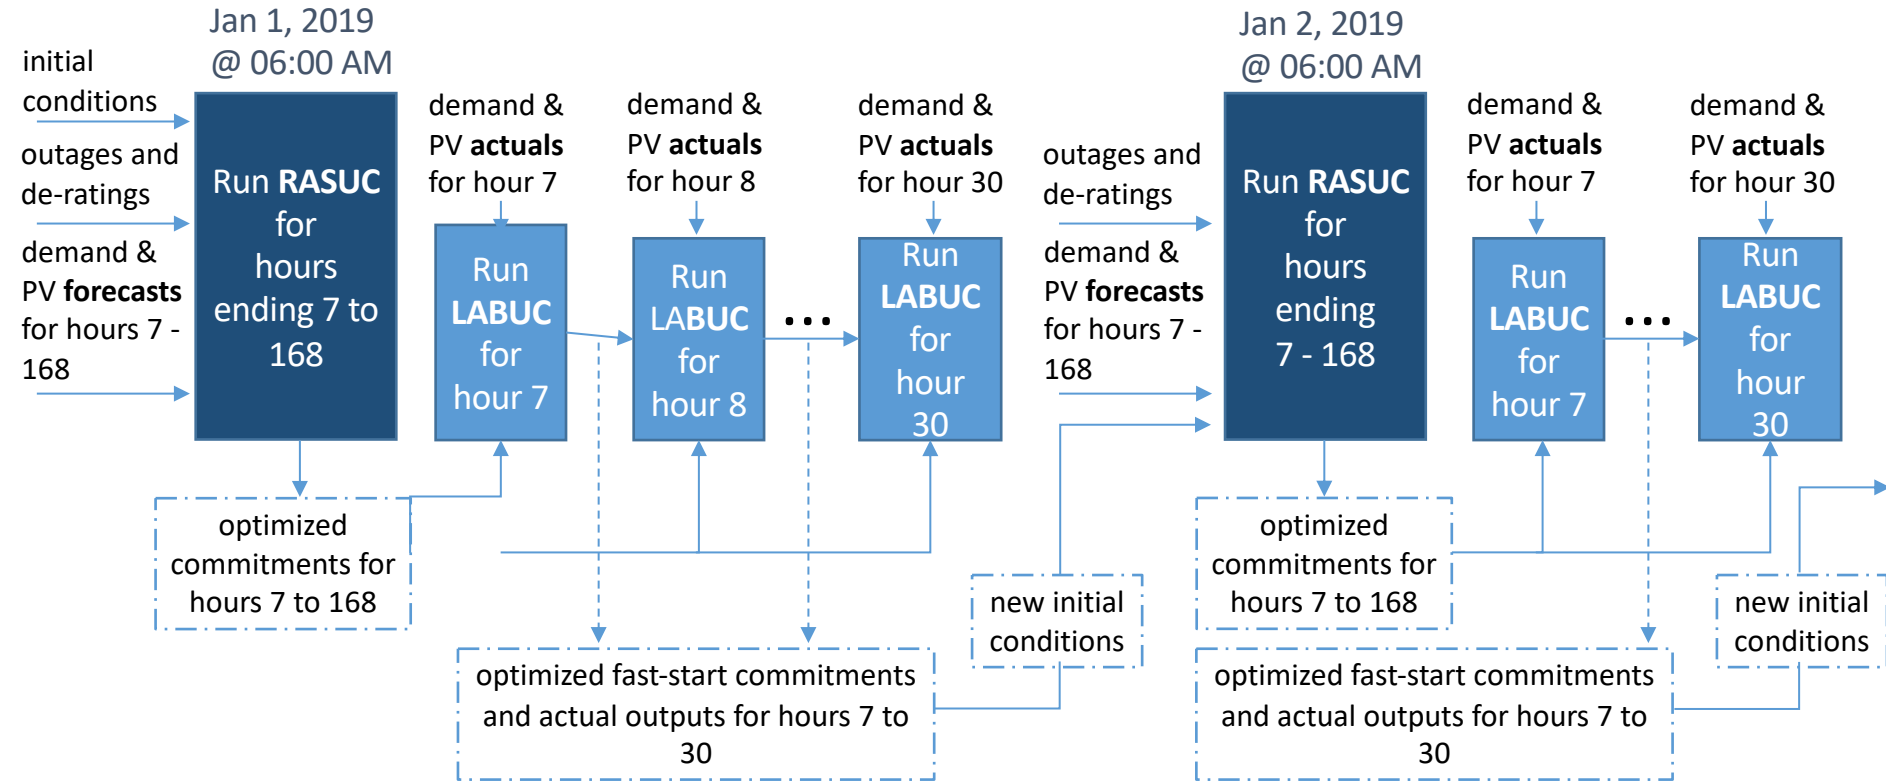 Jan 1, 2019
@ 06:00 AM
initial
conditions
outages and
de-ratings
demand &
PV forecasts
for hours 7 -
168
Run RASUC
for
hours
ending 7 to
168
demand &
PV actuals
for hour 7
Run
LABUC
for
hour 7
demand &
PV actuals
for hour 8
Run
LABUC
for
hour 8
...
demand &
PV actuals
for hour 30
Run
LABUC
for
hour
30
optimized
commitments for
hours 7 to 168
optimized fast-start commitments
and actual outputs for hours 7 to
30
new initial
conditions
Jan 2, 2019
@ 06:00 AM
outages and
de-ratings
demand &
PV forecasts
for hours 7 -
168
Run RASUC
for
hours
ending
7 - 168
demand &
PV actuals
for hour 7
Run
LABUC
for
hour 7
...
demand &
PV actuals
for hour 30
Run
LABUC
for
hour
30
optimized
commitments for
hours 7 to 168
optimized fast-start commitments
and actual outputs for hours 7 to
30
new initial
conditions